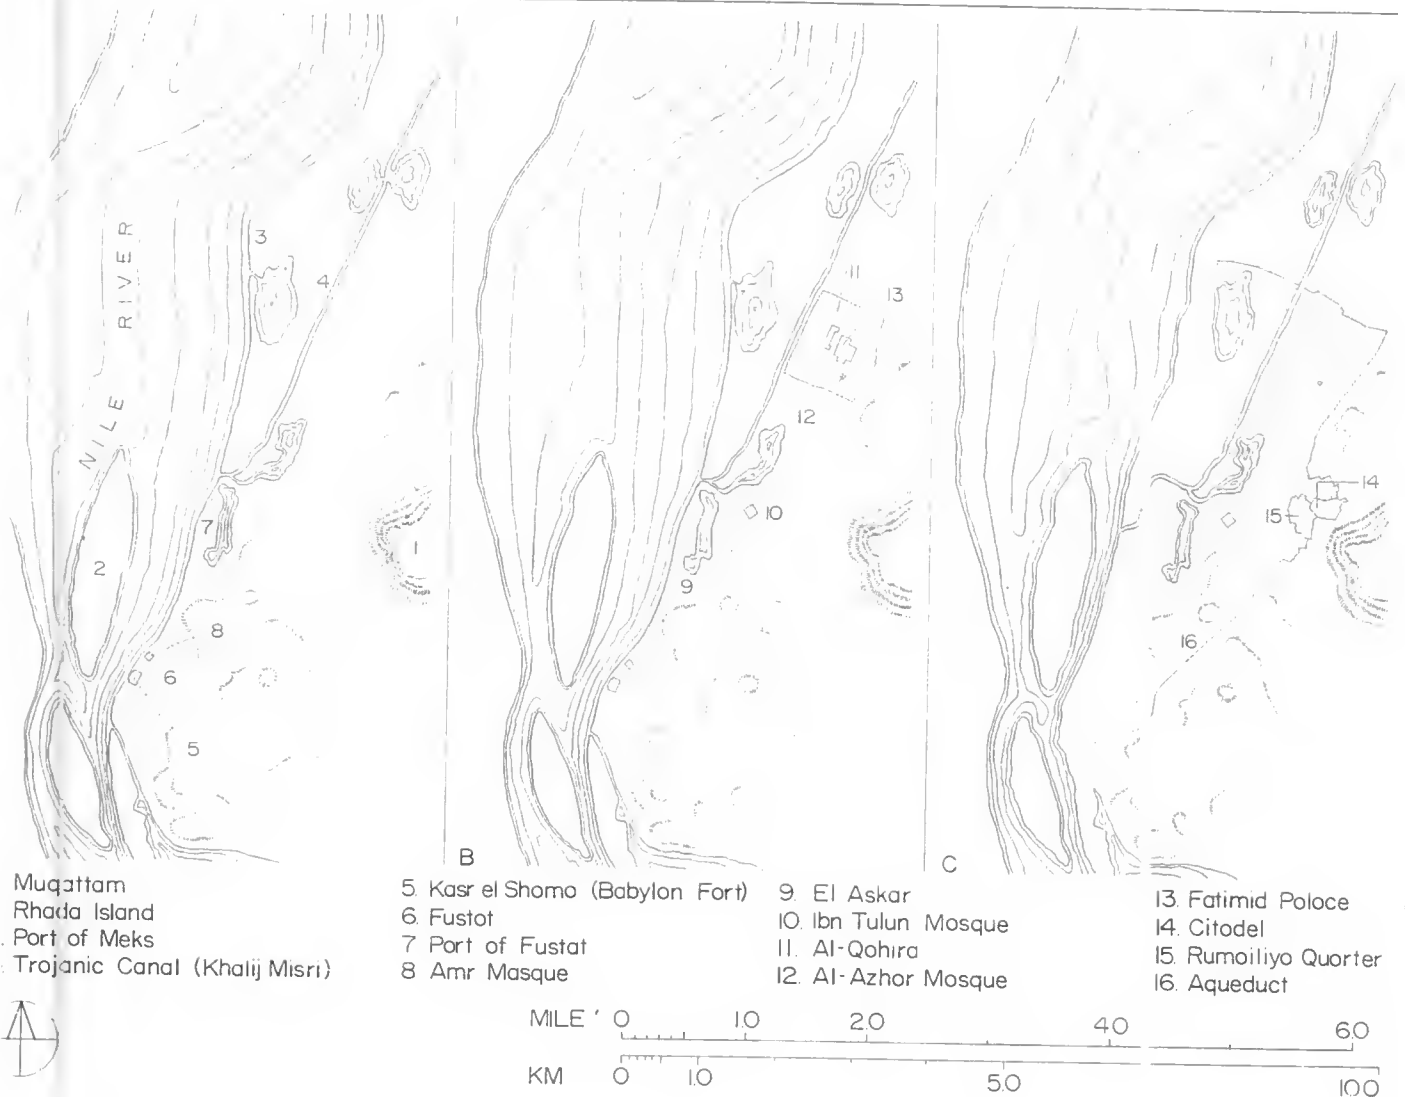 NILE RIVER
3
4
7
2
1
8
6
5
11
13
12
10
9
14
15
16
B
C
Muqattam
Rhada Island
. Port of Meks
. Trojanic Canal (Khalij Misri)
5. Kasr el Shomo (Babylon Fort)
6. Fustot
7 Port of Fustat
8 Amr Masque
9. El Askar
10. Ibn Tulun Mosque
11. Al-Qohira
12. Al-Azhor Mosque
13. Fatimid Poloce
14. Citodel
15. Rumoiliyo Quorter
16. Aqueduct
MILE 0 1.0 2.0 4.0 6.0
KM 0 1.0 5.0 10.0